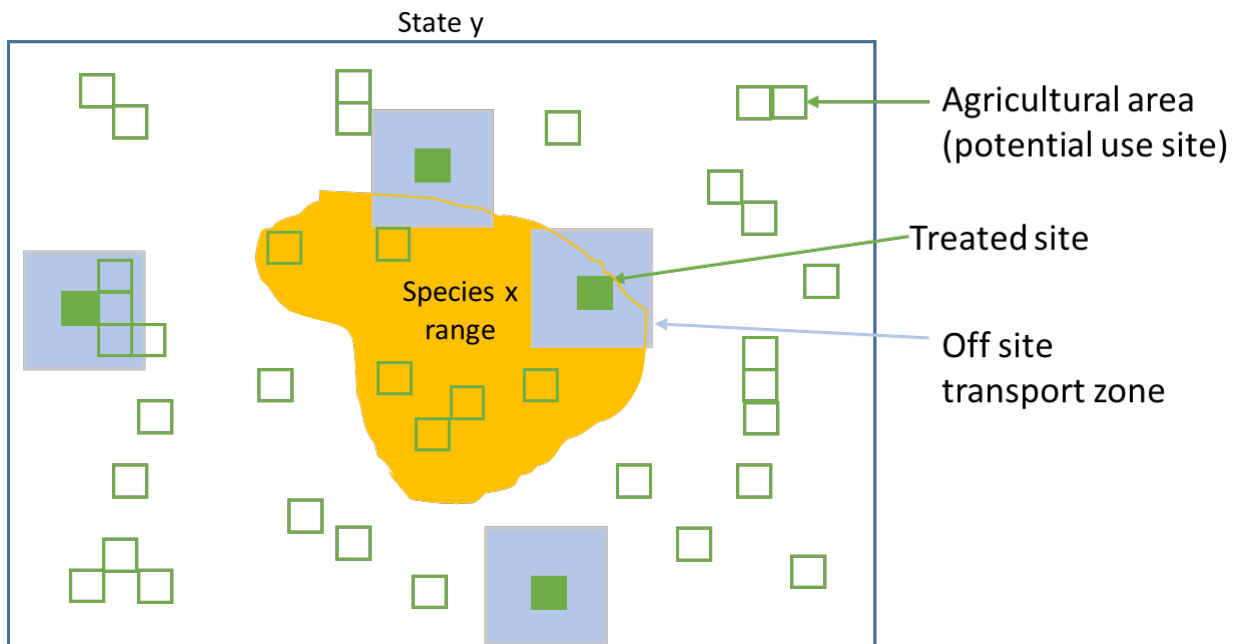 State y
Agricultural area
(potential use site)
Treated site
Species x
range
Off site
transport zone